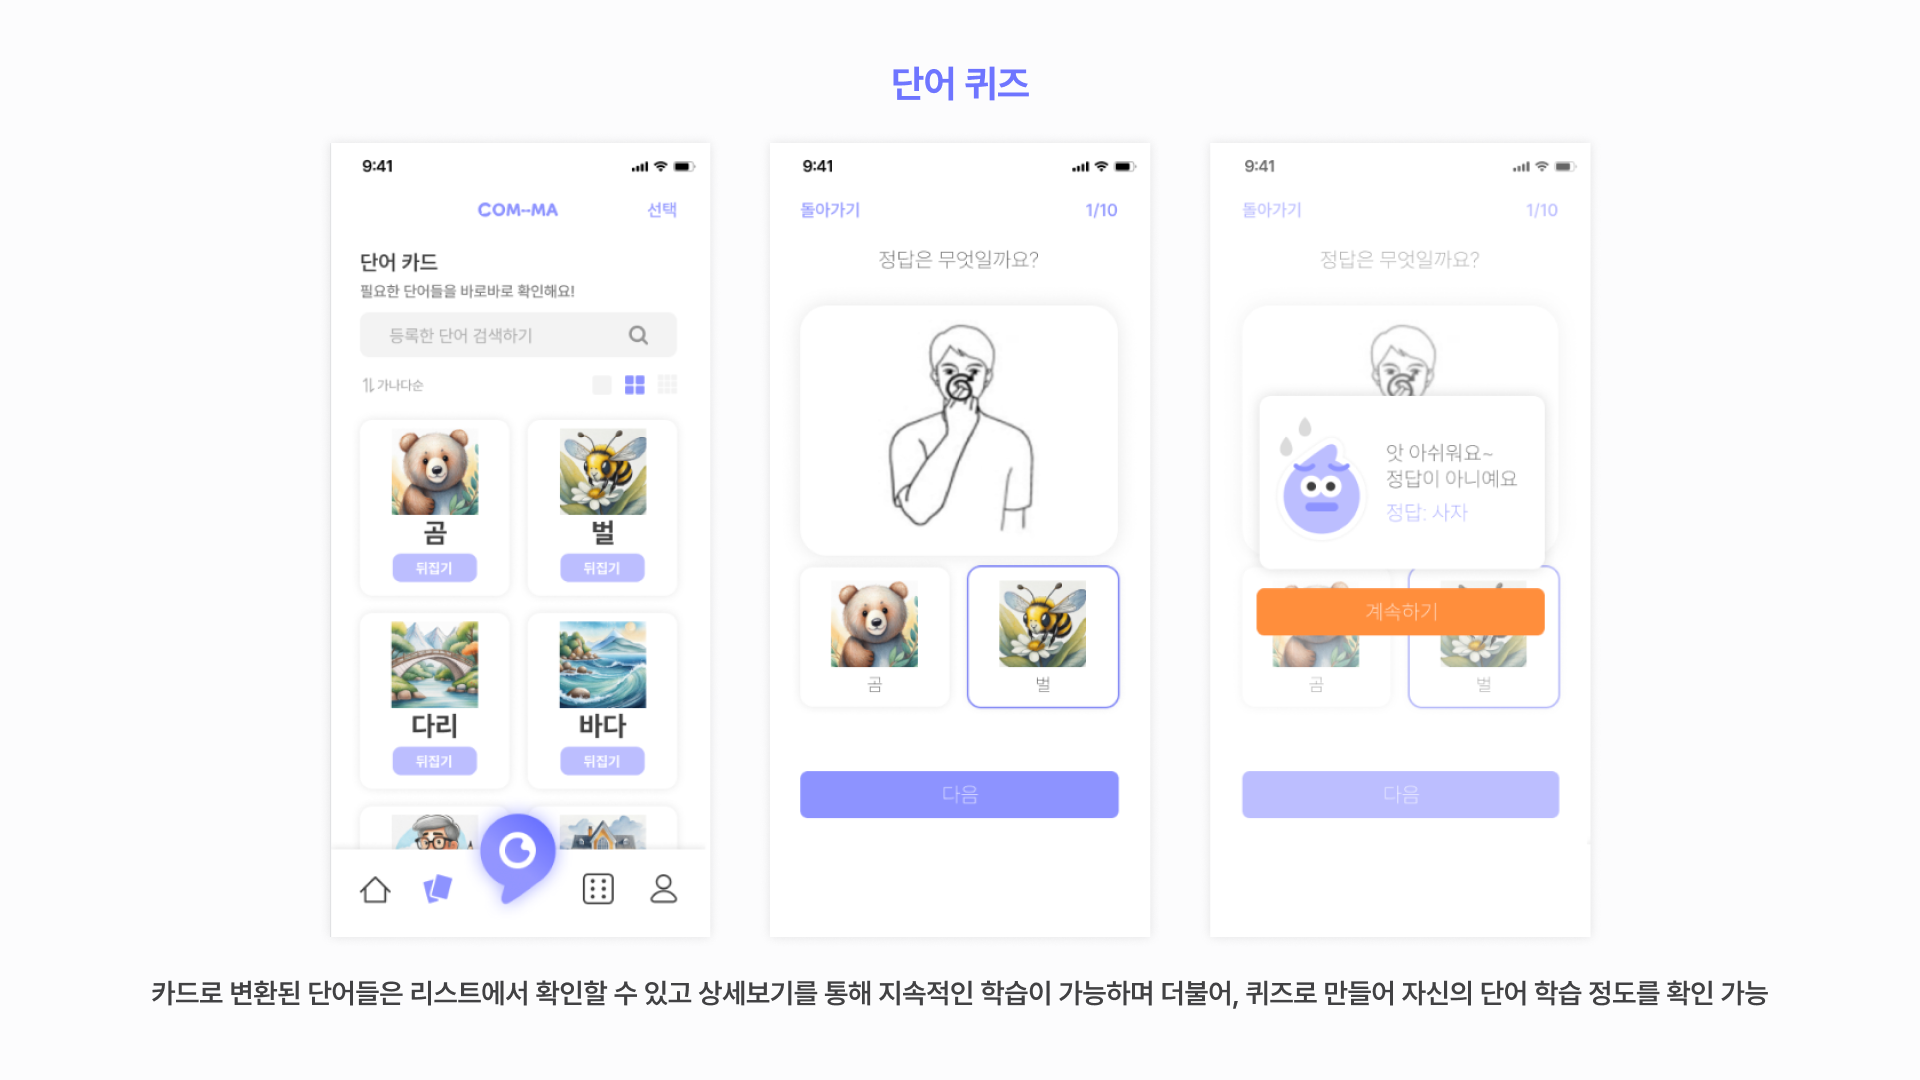 단어 퀴즈
9:41
COM--MA
선택
단어 카드
필요한 단어들을 바로바로 확인해요!
등록한 단어 검색하기
가나다순
곰
벌
뒤집기
뒤집기
다리
바다
뒤집기
뒤집기
9:41
돌아가기
1/10
정답은 무엇일까요?
곰
벌
다음
9:41
돌아가기
1/10
정답은 무엇일까요?
앗 아쉬워요~
정답이 아니예요
정답: 사자
계속하기
곰
벌
다음
카드로 변환된 단어들은 리스트에서 확인할 수 있고 상세보기를 통해 지속적인 학습이 가능하며 더불어, 퀴즈로 만들어 자신의 단어 학습 정도를 확인 가능